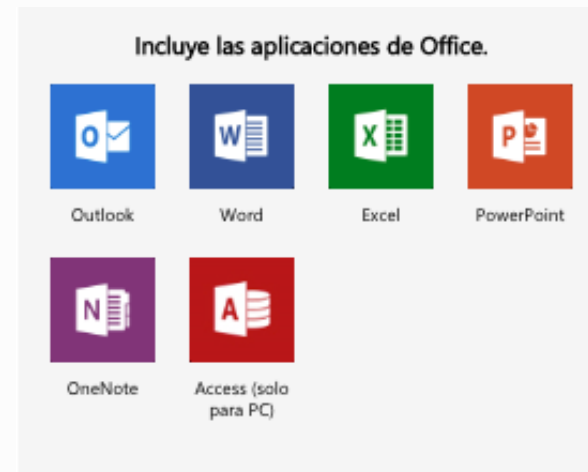 Incluye las aplicaciones de Office.
O
W
X
P
Outlook
Word
Excel
PowerPoint
N
A
OneNote
Access (solo
para PC)